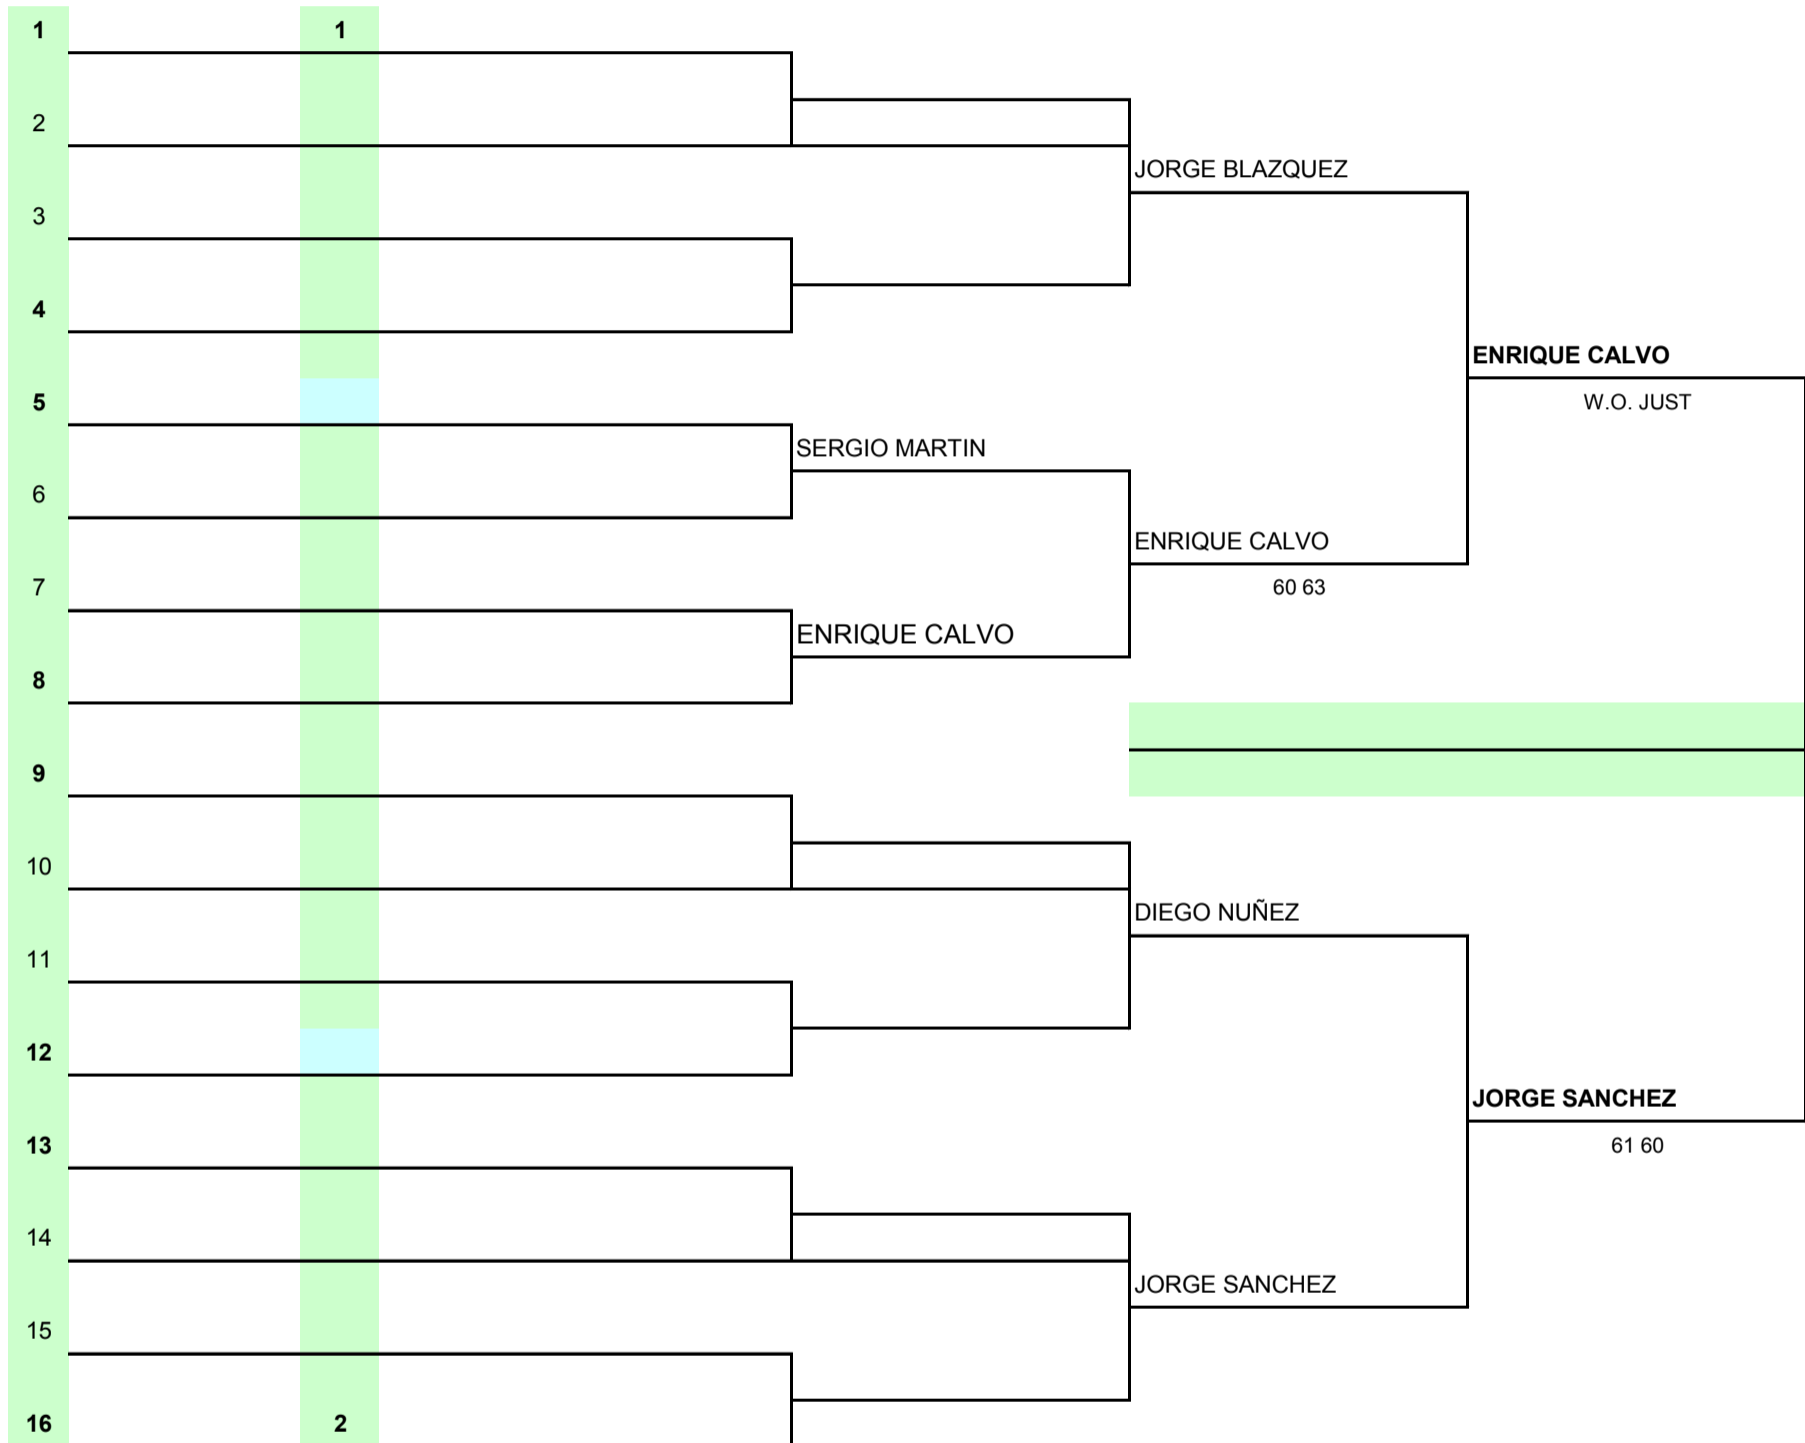 1 1
2
JORGE BLAZQUEZ
3
4
ENRIQUE CALVO
5 W.O. JUST
SERGIO MARTIN
6
ENRIQUE CALVO
7 60 63
ENRIQUE CALVO
8
9
10
DIEGO NUÑEZ
11
12
JORGE SANCHEZ
13 61 60
14
JORGE SANCHEZ
15
16 2